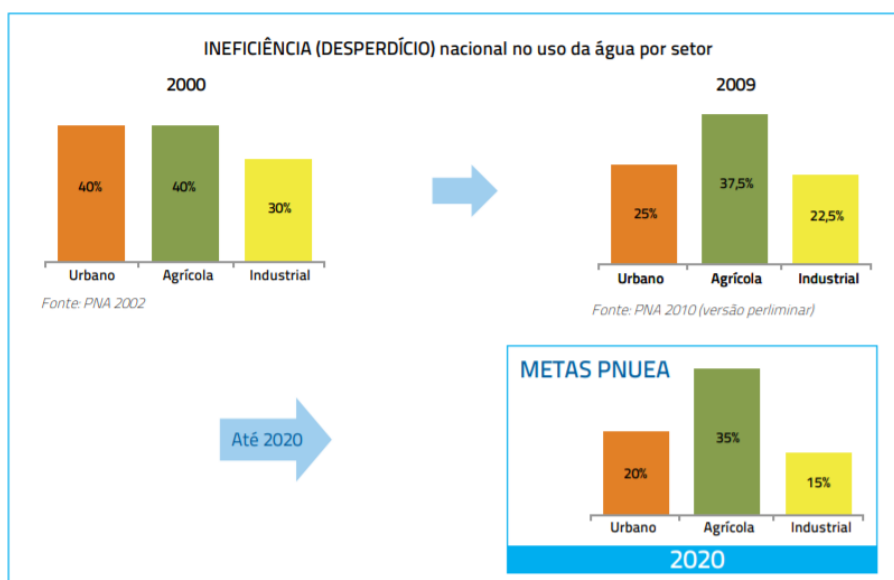 INEFICIÊNCIA (DESPERDÍCIO) nacional no uso da água por setor
2000
40%
40%
30%
Urbano Agrícola Industrial
Fonte: PNA 2002
2009
25%
37,5%
22,5%
Urbano Agrícola Industrial
Fonte: PNA 2010 (versão perliminar)
Até 2020
METAS PNUEA
20%
35%
15%
Urbano Agrícola Industrial
2020